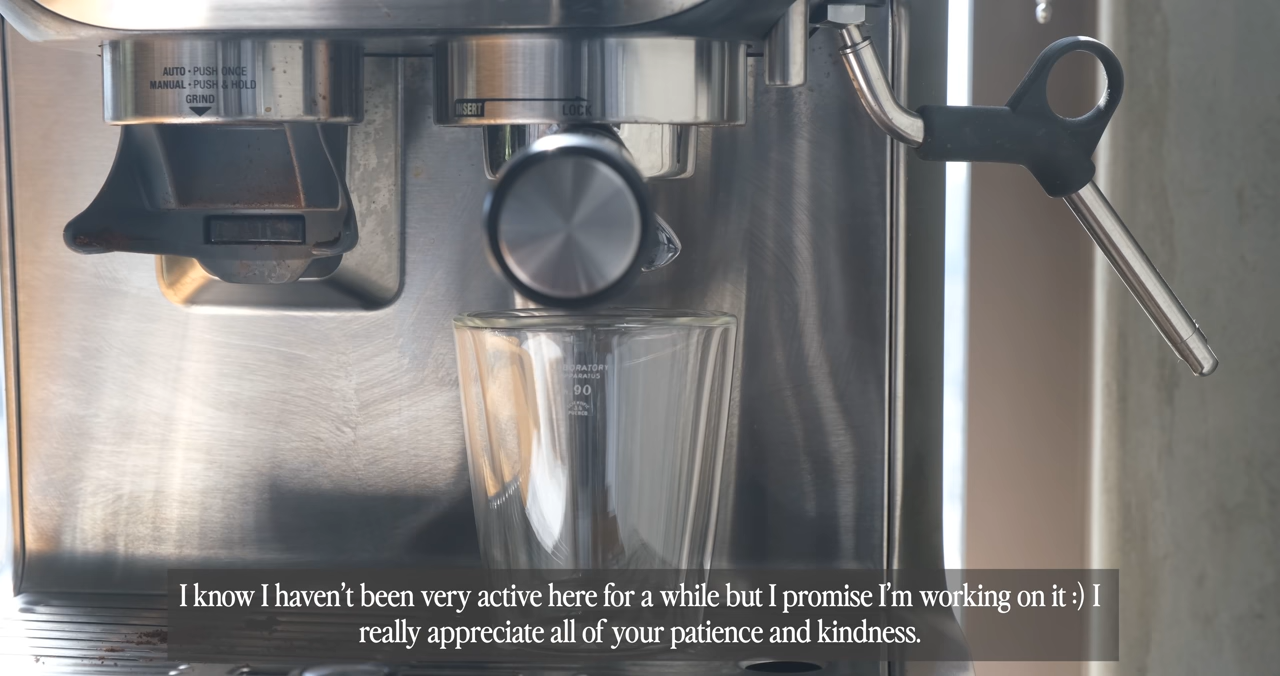 AUTO • PUSH ONCE
MANUAL • PUSH & HOLD
GRIND
INSERT
LOCK
90
I know I haven’t been very active here for a while but I promise I’m working on it :) I
really appreciate all of your patience and kindness.